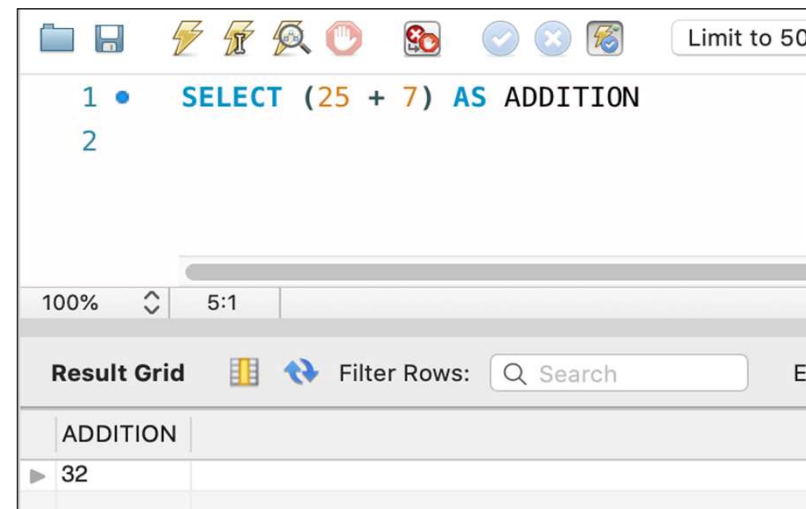 Limit to 50
1 SELECT (25 + 7) AS ADDITION
2
100% 5:1
Result Grid Filter Rows: Search E
ADDITION
32